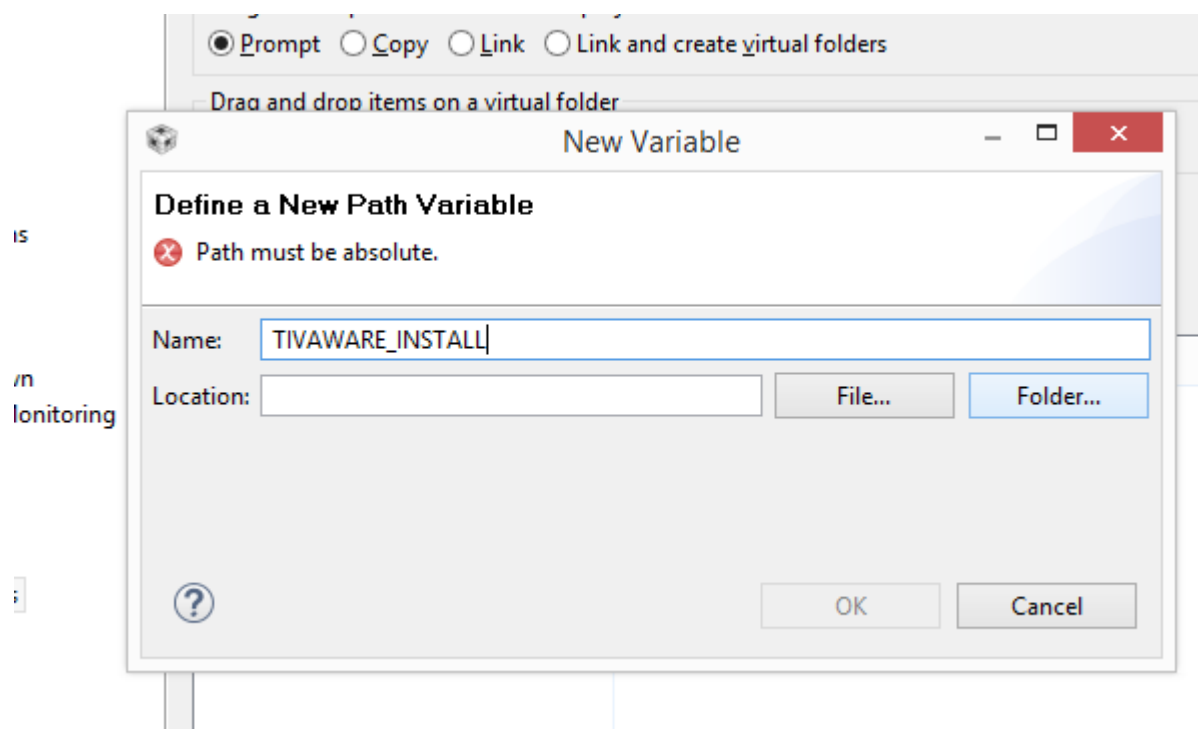 Prompt Copy Link Link and create virtual folders
Drag and drop items on a virtual folder
New Variable
Define a New Path Variable
Path must be absolute.
Name: TIVAWARE_INSTALL
Location: File... Folder...
OK Cancel
onitoring